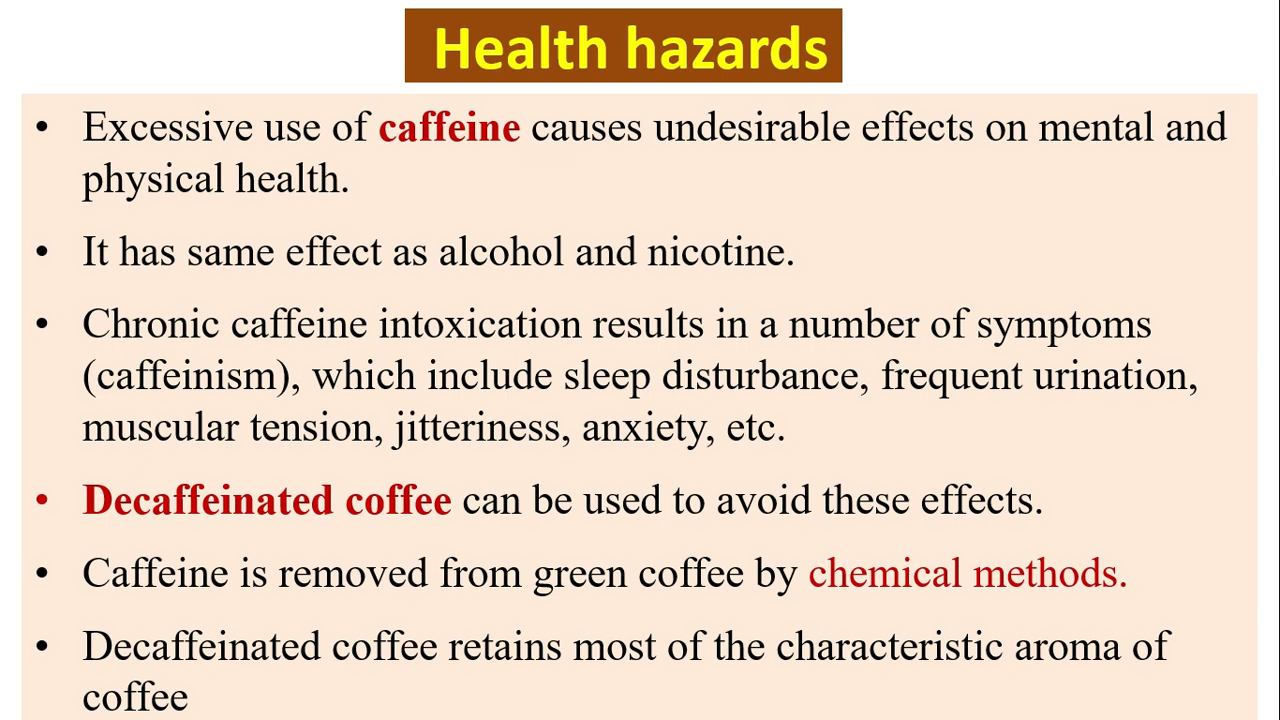 Health hazards
• Excessive use of caffeine causes undesirable effects on mental and
physical health.
• It has same effect as alcohol and nicotine.
• Chronic caffeine intoxication results in a number of symptoms
(caffeinism), which include sleep disturbance, frequent urination,
muscular tension, jitteriness, anxiety, etc.
• Decaffeinated coffee can be used to avoid these effects.
• Caffeine is removed from green coffee by chemical methods.
• Decaffeinated coffee retains most of the characteristic aroma of
coffee